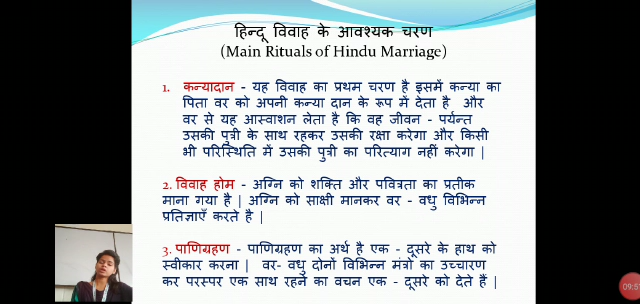 हिन्दू विवाह के आवश्यक चरण
(Main Rituals of Hindu Marriage)
1. कन्यादान - यह विवाह का प्रथम चरण है इसमें कन्या का
पिता वर को अपनी कन्या दान के रूप में देता है और
वर से यह आस्वाशन लेता है कि वह जीवन - पर्यन्त
उसकी पुत्री के साथ रहकर उसकी रक्षा करेगा और किसी
भी परिस्थिति में उसकी पुत्री का परित्याग नहीं करेगा |
2. विवाह होम - अग्नि को शक्ति और पवित्रता का प्रतीक
माना गया है | अग्नि को साक्षी मानकर वर - वधु विभिन्न
प्रतिज्ञाएँ करते है |
3. पाणिग्रहण - पाणिग्रहण का अर्थ है एक - दूसरे के हाथ को
स्वीकार करना | वर- वधु दोनों विभिन्न मंत्रो का उच्चारण
कर परस्पर एक साथ रहने का वचन एक - दूसरे को देते हैं |